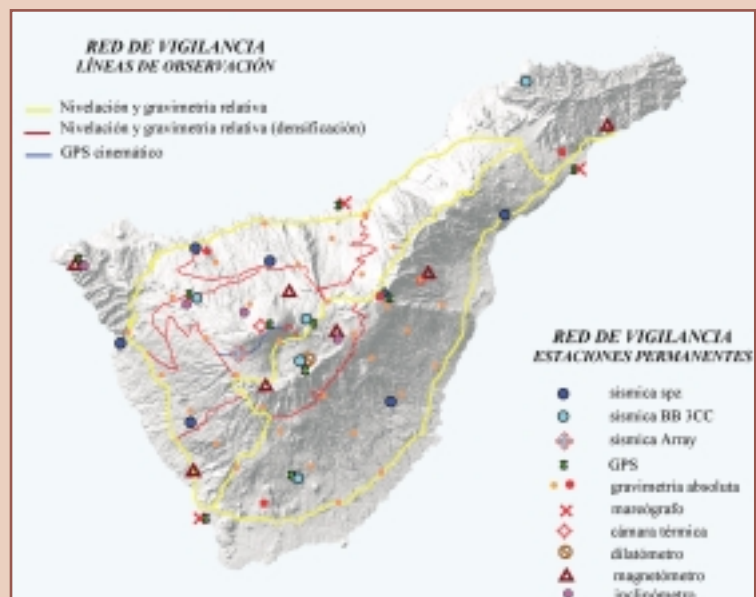 RED DE VIGILANCIA
LÍNEAS DE OBSERVACIÓN
Nivelación y gravimetría relativa
Nivelación y gravimetría relativa (densificación)
GPS cinemático
RED DE VIGILANCIA
ESTACIONES PERMANENTES
sísmica spz
sísmica BB 3CC
sísmica Array
GPS
gravimetría absoluta
mareógrafo
cámara térmica
dilatómetro
magnetómetro
inclinómetro